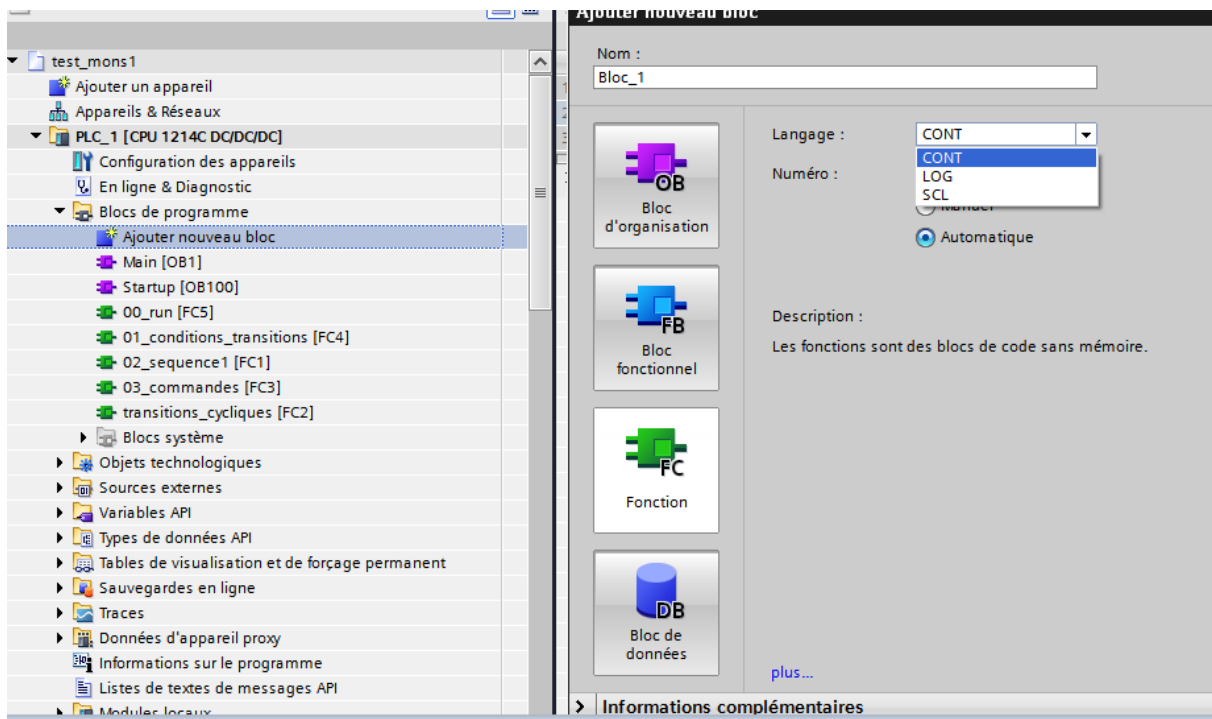 test_mons1
Ajouter un appareil
Appareils & Réseaux
PLC_1 [CPU 1214C DC/DC/DC]
Configuration des appareils
En ligne & Diagnostic
Blocs de programme
Ajouter nouveau bloc
Main [OB1]
Startup [OB100]
00_run [FC5]
01_conditions_transitions [FC4]
02_sequence1 [FC1]
03_commandes [FC3]
transitions_cycliques [FC2]
Blocs système
Objets technologiques
Sources externes
Variables API
Types de données API
Tables de visualisation et de forçage permanent
Sauvegardes en ligne
Traces
Données d'appareil proxy
Informations sur le programme
Listes de textes de messages API
Modules locaux
Ajouter nouveau bloc
Nom :
Bloc_1
Langage :
CONT
CONT
LOG
SCL
Numéro :
Manuel
Automatique
OB
Bloc
d'organisation
FB
Bloc
fonctionnel
FC
Fonction
DB
Bloc de
données
Description :
Les fonctions sont des blocs de code sans mémoire.
plus...
Informations complémentaires